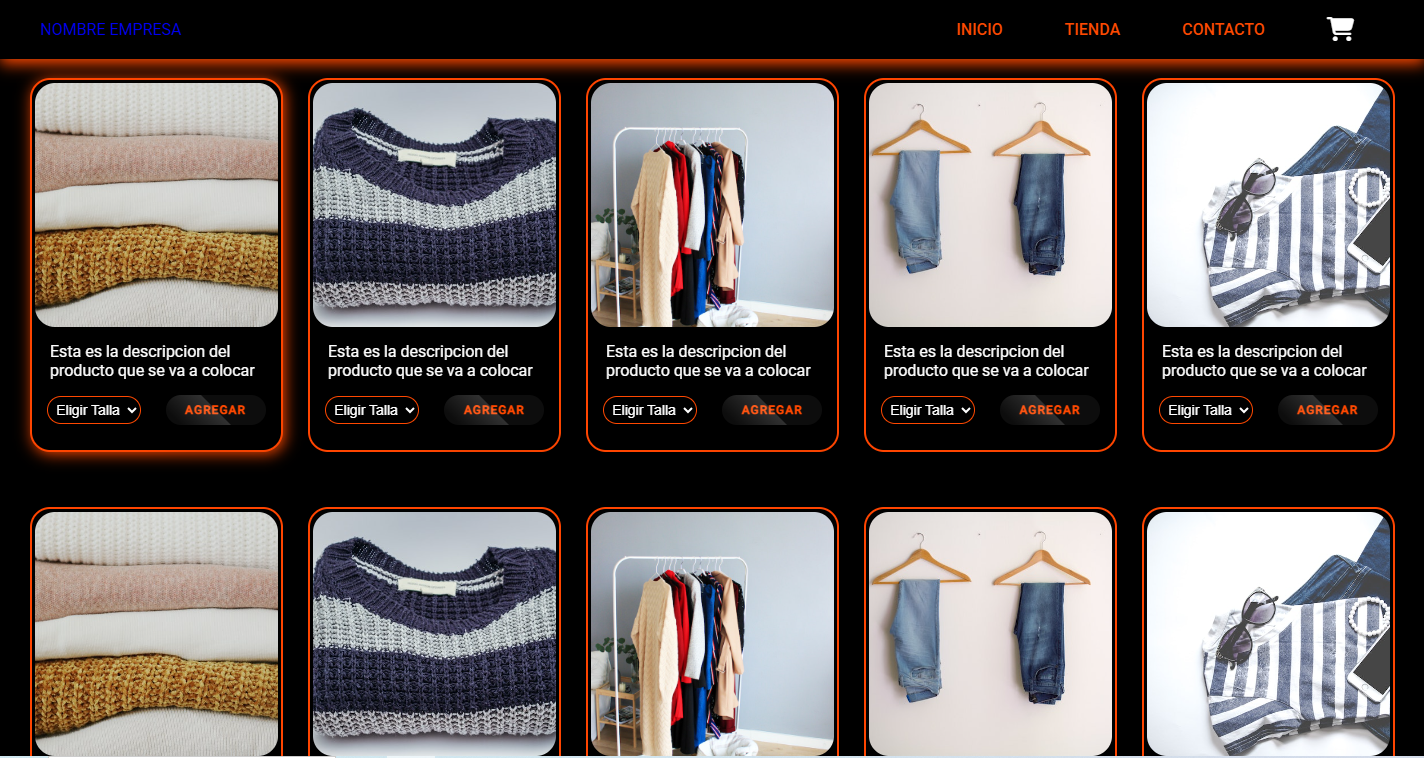 NOMBRE EMPRESA
INICIO
TIENDA
CONTACTO
Esta es la descripcion del
producto que se va a colocar
Eligir Talla
AGREGAR
Esta es la descripcion del
producto que se va a colocar
Eligir Talla
AGREGAR
Esta es la descripcion del
producto que se va a colocar
Eligir Talla
AGREGAR
Esta es la descripcion del
producto que se va a colocar
Eligir Talla
AGREGAR
Esta es la descripcion del
producto que se va a colocar
Eligir Talla
AGREGAR